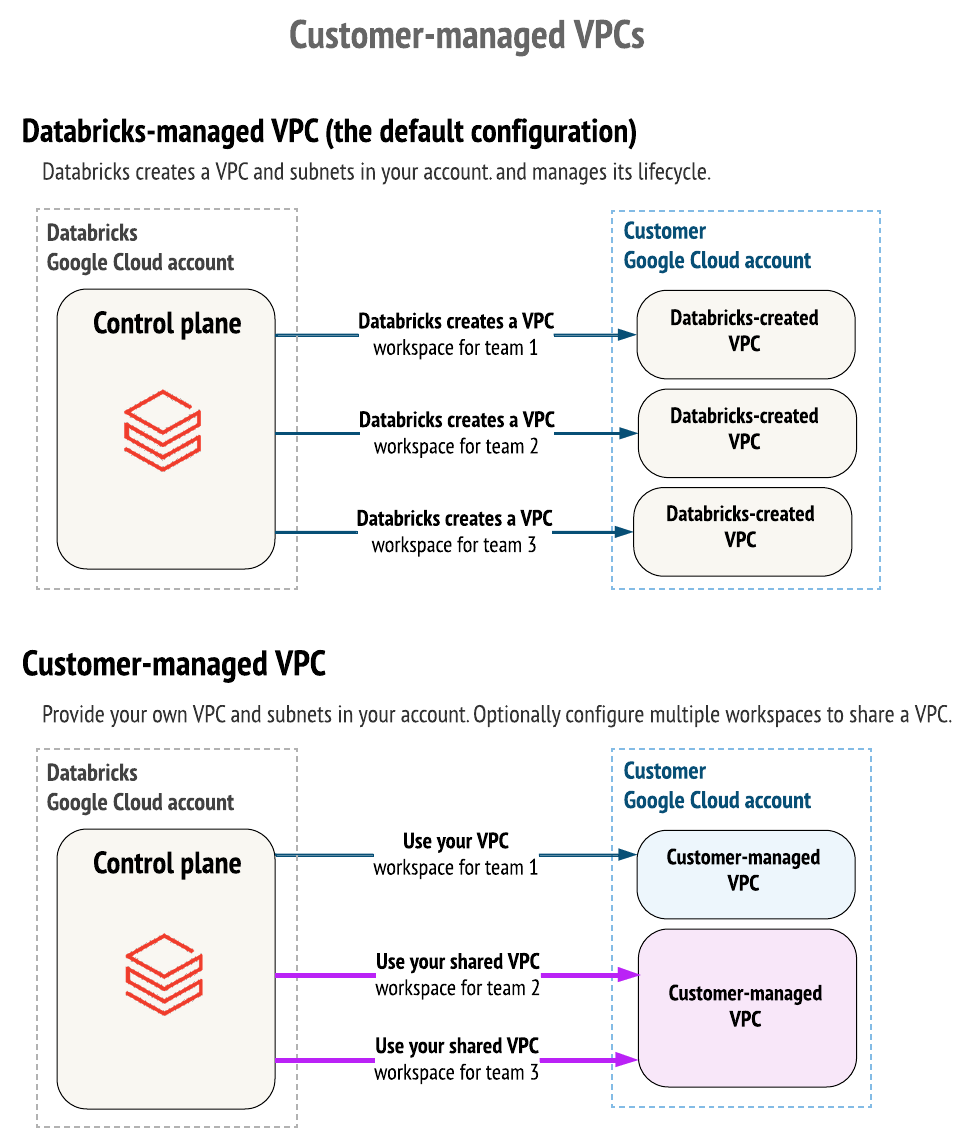 Customer-managed VPCs
Databricks-managed VPC (the default configuration)
Databricks creates a VPC and subnets in your account. and manages its lifecycle.
Databricks
Google Cloud account
Control plane
Databricks creates a VPC
workspace for team 1
Databricks creates a VPC
workspace for team 2
Databricks creates a VPC
workspace for team 3
Customer
Google Cloud account
Databricks-created
VPC
Databricks-created
VPC
Databricks-created
VPC
Customer-managed VPC
Provide your own VPC and subnets in your account. Optionally configure multiple workspaces to share a VPC.
Databricks
Google Cloud account
Control plane
Use your VPC
workspace for team 1
Use your shared VPC
workspace for team 2
Use your shared VPC
workspace for team 3
Customer
Google Cloud account
Customer-managed
VPC
Customer-managed
VPC